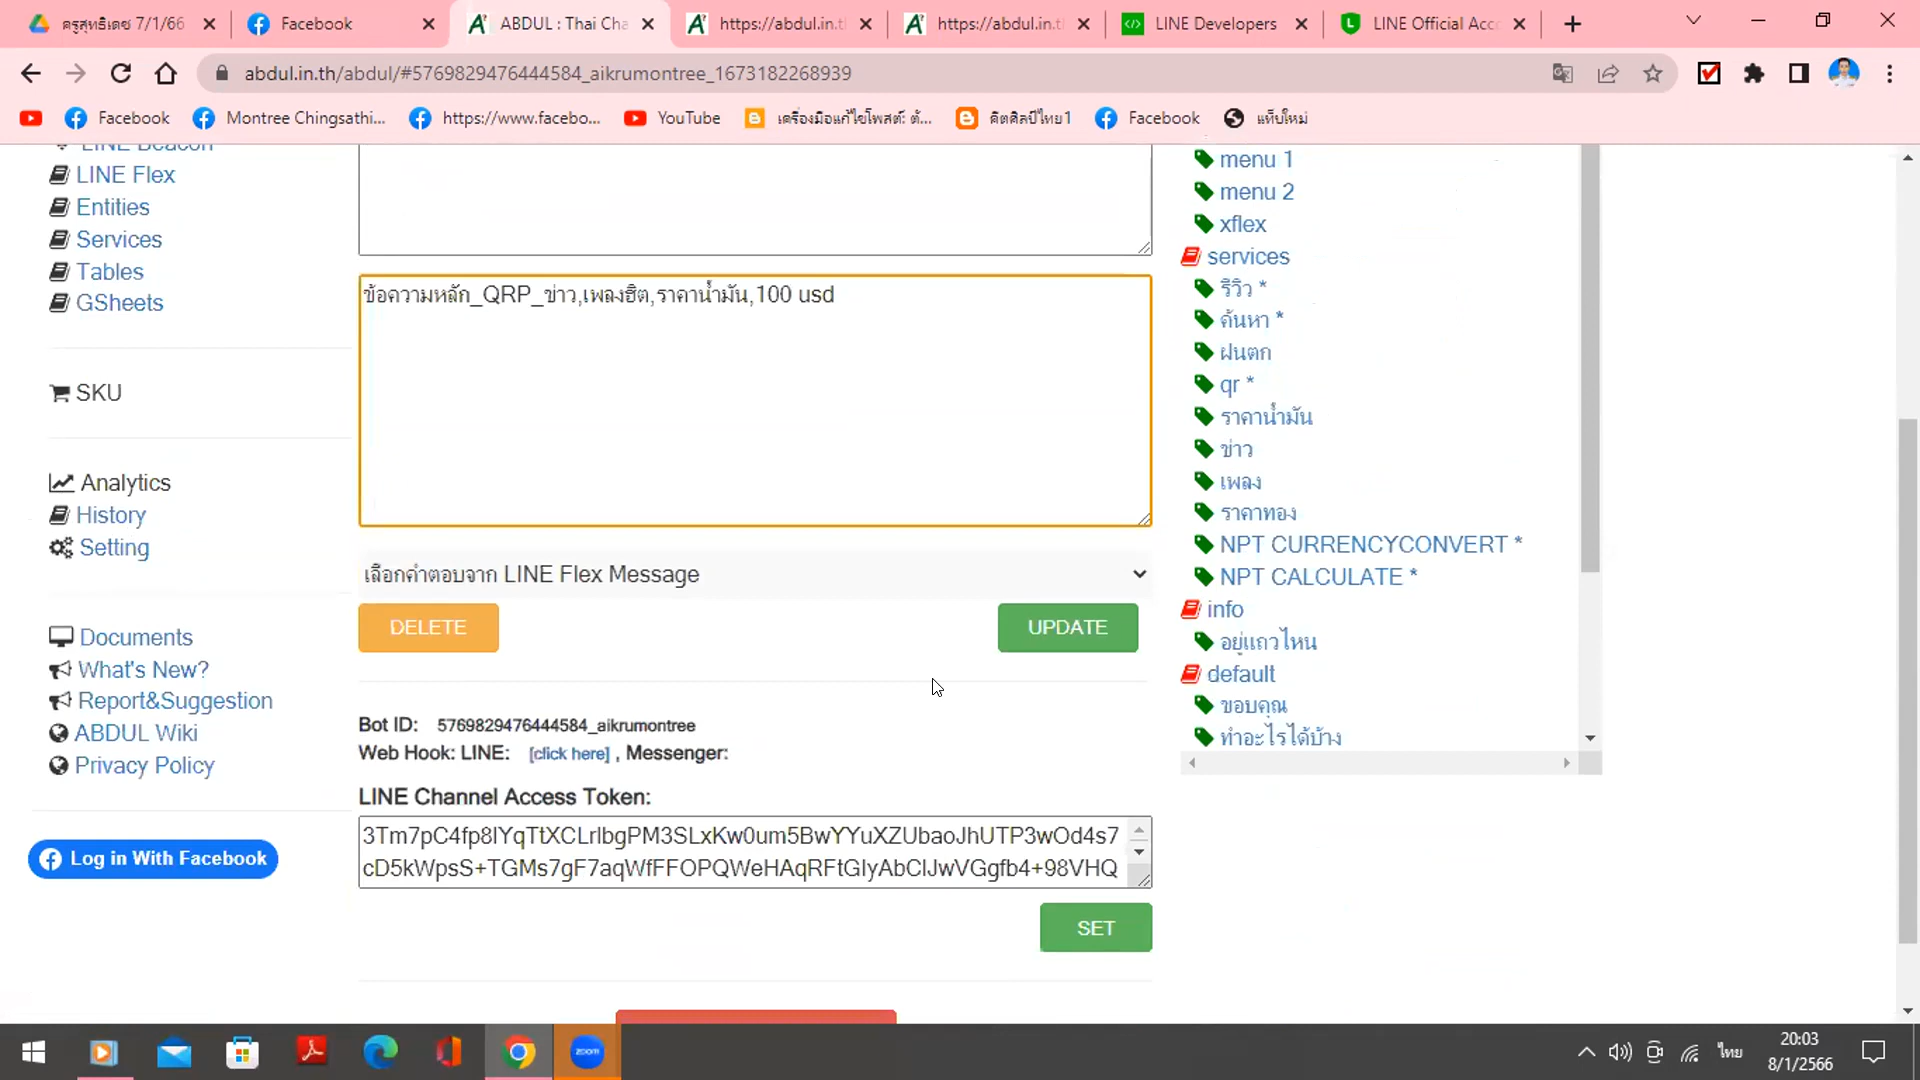 ครูสุทธิเดช 7/1/66
Facebook
ABDUL : Thai Cha
https://abdul.in.t
https://abdul.in.t
LINE Developers
LINE Official Acc
abdul.in.th/abdul/#5769829476444584_aikrumontree_1673182268939
Facebook
Montree Chingsathi...
https://www.facebo...
YouTube
เครื่องมือแก้ไขโพสต์: ตั...
คิตศิลป์ไทย1
Facebook
แท็บใหม่
LINE Beacon
LINE Flex
Entities
Services
Tables
GSheets
SKU
Analytics
History
Setting
Documents
What's New?
Report&Suggestion
ABDUL Wiki
Privacy Policy
Log in With Facebook
ข้อความหลัก_QRP_ข่าว,เพลงฮิต,ราคาน้ำมัน,100 usd
เลือกคำตอบจาก LINE Flex Message
DELETE
UPDATE
Bot ID: 5769829476444584_aikrumontree
Web Hook: LINE: [click here] , Messenger:
LINE Channel Access Token:
3Tm7pC4fp8lYqTtXCLrlbgPM3SLxKw0um5BwYYuXZUbaoJhUTP3wOd4s7
cD5kWpsS+TGMs7gF7aqWfFFOPQWeHAqRFtGIyAbClJwVGgfb4+98VHQ
SET
menu 1
menu 2
xflex
services
รีวิว *
ค้นหา *
ฝนตก
qr *
ราคาน้ำมัน
ข่าว
เพลง
ราคาทอง
NPT CURRENCYCONVERT *
NPT CALCULATE *
info
อยู่แถวไหน
default
ขอบคุณ
ทำอะไรได้บ้าง
zoom
ไทย
20:03
8/1/2566